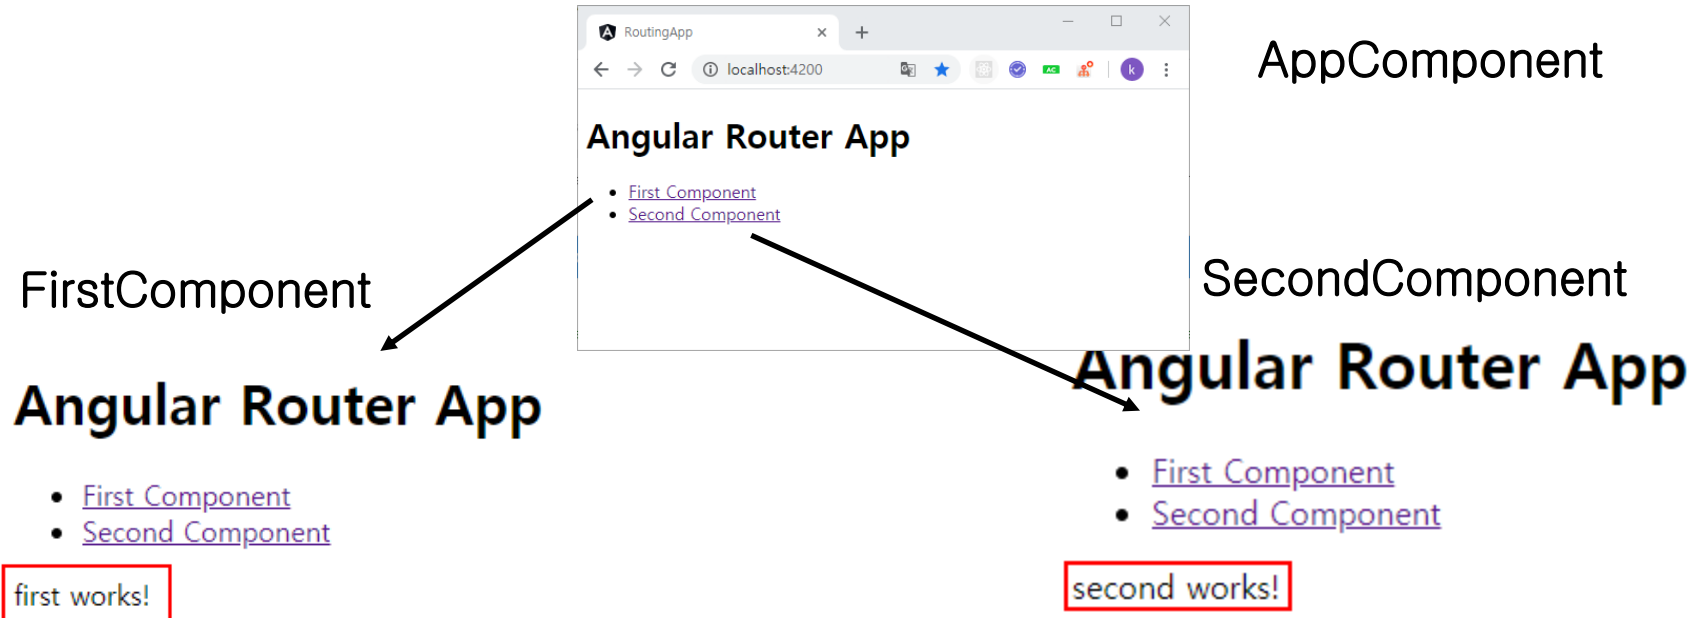 RoutingApp
localhost:4200
AC
k
AppComponent
Angular Router App
First Component
Second Component
FirstComponent
Angular Router App
First Component
Second Component
first works!
SecondComponent
Angular Router App
First Component
Second Component
second works!